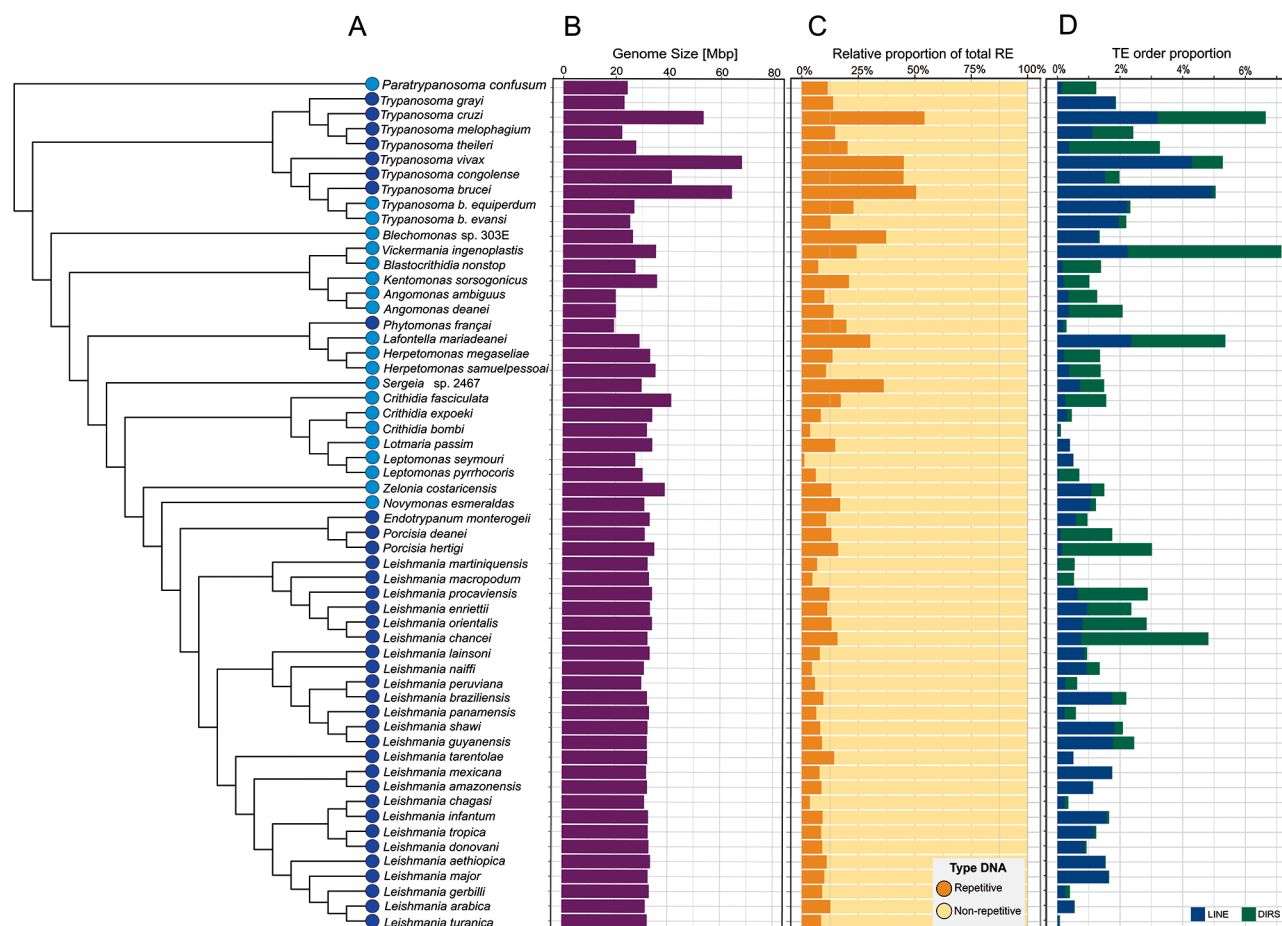 A B C D
Genome Size [Mbp] Relative proportion of total RE TE order proportion
0 20 40 60 80 0% 25% 50% 75% 100% 0% 2% 4% 6%
Paratrypanosoma confusum
Trypanosoma grayi
Trypanosoma cruzi
Trypanosoma melophagium
Trypanosoma theileri
Trypanosoma vivax
Trypanosoma congolense
Trypanosoma brucei
Trypanosoma b. equiperdum
Trypanosoma b. evansi
Blechomonas sp. 303E
Vickermania ingenoplastis
Blastocrithidia nonstop
Kentomonas sorsogonicus
Angomonas ambiguus
Angomonas deanei
Phytomonas françai
Lafontella mariadeanei
Herpetomonas megaseliae
Herpetomonas samuelpessoai
Sergeia sp. 2467
Crithidia fasciculata
Crithidia expoeki
Crithidia bombi
Lotmaria passim
Leptomonas seymouri
Leptomonas pyrrhocoris
Zelonia costaricensis
Novymonas esmeraldas
Endotrypanum monterogeii
Porcisia deanei
Porcisia hertigi
Leishmania martiniquensis
Leishmania macropodum
Leishmania procaviensis
Leishmania enriettii
Leishmania orientalis
Leishmania chancei
Leishmania lainsoni
Leishmania naiffi
Leishmania peruviana
Leishmania braziliensis
Leishmania panamensis
Leishmania shawi
Leishmania guyanensis
Leishmania tarentolae
Leishmania mexicana
Leishmania amazonensis
Leishmania chagasi
Leishmania infantum
Leishmania tropica
Leishmania donovani
Leishmania aethiopica
Leishmania major
Leishmania gerbilli
Leishmania arabica
Leishmania turanica
Type DNA
Repetitive
Non-repetitive
LINE DIRS